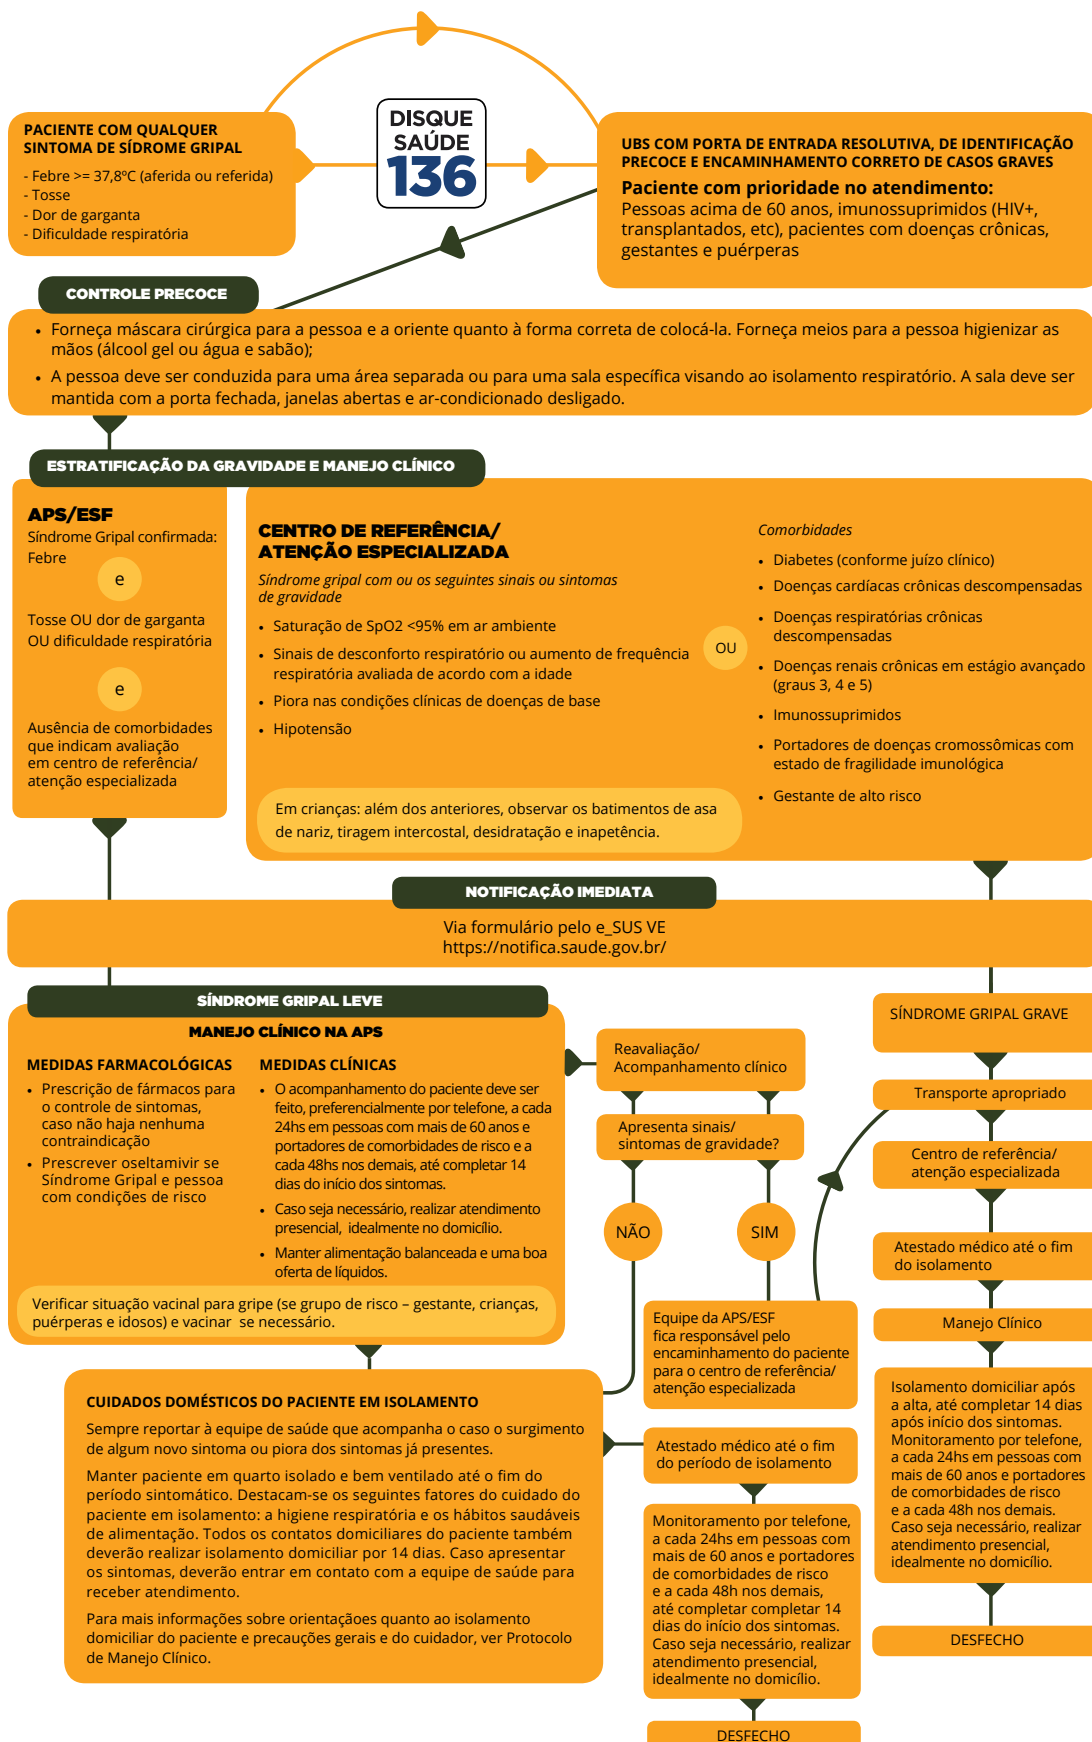 PACIENTE COM QUALQUER
SINTOMA DE SÍDROME GRIPAL
- Febre >= 37,8ºC (aferida ou referida)
- Tosse
- Dor de garganta
- Dificuldade respiratória
DISQUE
SAÚDE
136
UBS COM PORTA DE ENTRADA RESOLUTIVA, DE IDENTIFICAÇÃO
PRECOCE E ENCAMINHAMENTO CORRETO DE CASOS GRAVES
Paciente com prioridade no atendimento:
Pessoas acima de 60 anos, imunossuprimidos (HIV+,
transplantados, etc), pacientes com doenças crônicas,
gestantes e puérperas
CONTROLE PRECOCE
• Forneça máscara cirúrgica para a pessoa e a oriente quanto à forma correta de colocá-la. Forneça meios para a pessoa higienizar as
mãos (álcool gel ou água e sabão);
• A pessoa deve ser conduzida para uma área separada ou para uma sala específica visando ao isolamento respiratório. A sala deve ser
mantida com a porta fechada, janelas abertas e ar-condicionado desligado.
ESTRATIFICAÇÃO DA GRAVIDADE E MANEJO CLÍNICO
APS/ESF
Síndrome Gripal confirmada:
Febre
e
Tosse OU dor de garganta
OU dificuldade respiratória
e
Ausência de comorbidades
que indicam avaliação
em centro de referência/
atenção especializada
CENTRO DE REFERÊNCIA/
ATENÇÃO ESPECIALIZADA
Síndrome gripal com ou os seguintes sinais ou sintomas
de gravidade
• Saturação de SpO2 <95% em ar ambiente
• Sinais de desconforto respiratório ou aumento de frequência
respiratória avaliada de acordo com a idade
• Piora nas condições clínicas de doenças de base
• Hipotensão
Em crianças: além dos anteriores, observar os batimentos de asa
de nariz, tiragem intercostal, desidratação e inapetência.
OU
Comorbidades
• Diabetes (conforme juízo clínico)
• Doenças cardíacas crônicas descompensadas
• Doenças respiratórias crônicas
descompensadas
• Doenças renais crônicas em estágio avançado
(graus 3, 4 e 5)
• Imunossuprimidos
• Portadores de doenças cromossômicas com
estado de fragilidade imunológica
• Gestante de alto risco
NOTIFICAÇÃO IMEDIATA
Via formulário pelo e_SUS VE
https://notifica.saude.gov.br/
SÍNDROME GRIPAL LEVE
MANEJO CLÍNICO NA APS
MEDIDAS FARMACOLÓGICAS
• Prescrição de fármacos para
o controle de sintomas,
caso não haja nenhuma
contraindicação
• Prescrever oseltamivir se
Síndrome Gripal e pessoa
com condições de risco
MEDIDAS CLÍNICAS
• O acompanhamento do paciente deve ser
feito, preferencialmente por telefone, a cada
24hs em pessoas com mais de 60 anos e
portadores de comorbidades de risco e a
cada 48hs nos demais, até completar 14
dias do início dos sintomas.
• Caso seja necessário, realizar atendimento
presencial, idealmente no domicílio.
• Manter alimentação balanceada e uma boa
oferta de líquidos.
Verificar situação vacinal para gripe (se grupo de risco – gestante, crianças,
puérperas e idosos) e vacinar se necessário.
Reavaliação/
Acompanhamento clínico
Apresenta sinais/
sintomas de gravidade?
NÃO
SIM
Equipe da APS/ESF
fica responsável pelo
encaminhamento do paciente
para o centro de referência/
atenção especializada
SÍNDROME GRIPAL GRAVE
Transporte apropriado
Centro de referência/
atenção especializada
Atestado médico até o fim
do isolamento
Manejo Clínico
Isolamento domiciliar após
a alta, até completar 14 dias
após início dos sintomas.
Monitoramento por telefone,
a cada 24hs em pessoas com
mais de 60 anos e portadores
de comorbidades de risco
e a cada 48h nos demais.
Caso seja necessário, realizar
atendimento presencial,
idealmente no domicílio.
DESFECHO
CUIDADOS DOMÉSTICOS DO PACIENTE EM ISOLAMENTO
Sempre reportar à equipe de saúde que acompanha o caso o surgimento
de algum novo sintoma ou piora dos sintomas já presentes.
Manter paciente em quarto isolado e bem ventilado até o fim do
período sintomático. Destacam-se os seguintes fatores do cuidado do
paciente em isolamento: a higiene respiratória e os hábitos saudáveis
de alimentação. Todos os contatos domiciliares do paciente também
deverão realizar isolamento domiciliar por 14 dias. Caso apresentar
os sintomas, deverão entrar em contato com a equipe de saúde para
receber atendimento.
Para mais informações sobre orientaçãoes quanto ao isolamento
domiciliar do paciente e precauções gerais e do cuidador, ver Protocolo
de Manejo Clínico.
Atestado médico até o fim
do período de isolamento
Monitoramento por telefone,
a cada 24hs em pessoas com
mais de 60 anos e portadores
de comorbidades de risco
e a cada 48h nos demais,
até completar completar 14
dias do início dos sintomas.
Caso seja necessário, realizar
atendimento presencial,
idealmente no domicílio.
DESFECHO